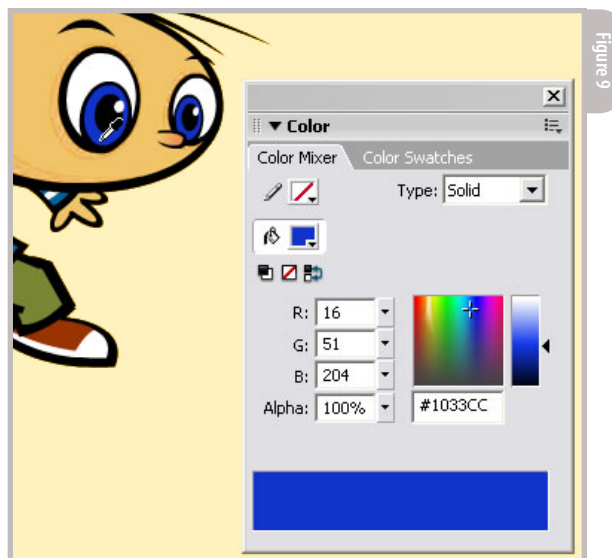 Figure 9
Color
Color Mixer Color Swatches
Type: Solid
R: 16
G: 51
B: 204
Alpha: 100% #1033CC